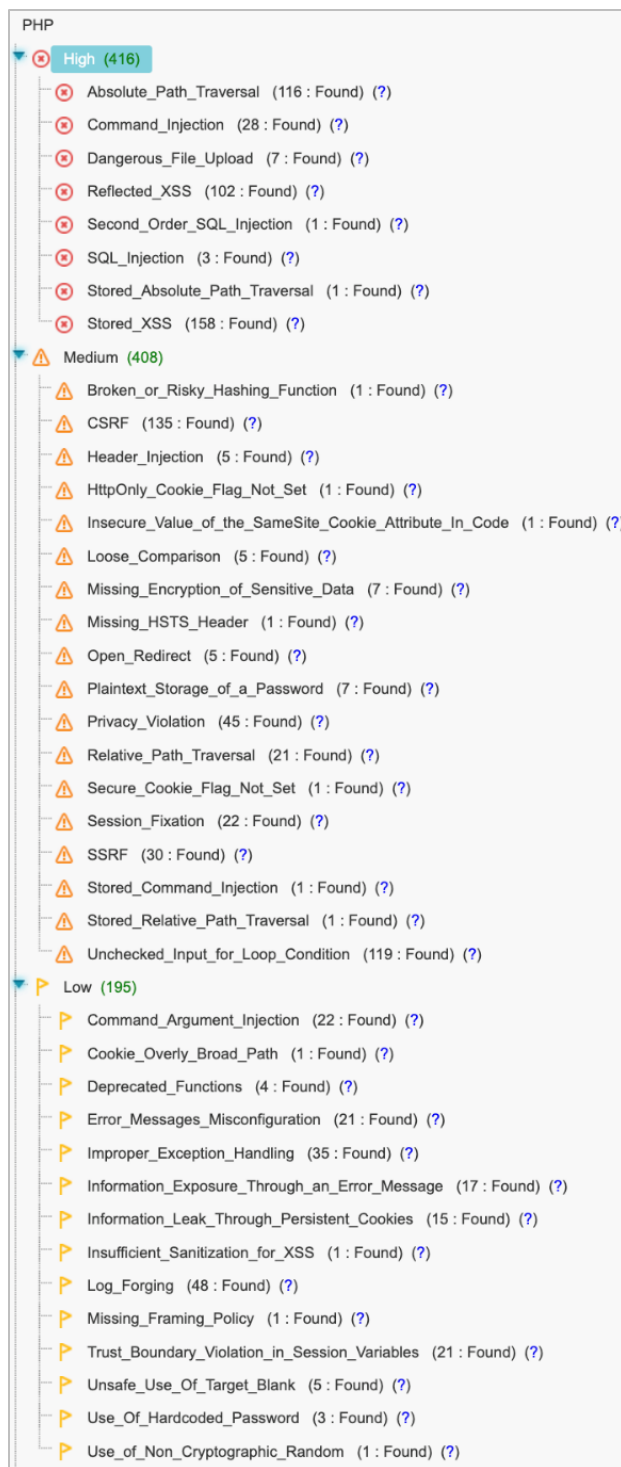 PHP
High (416)
Absolute_Path_Traversal (116 : Found) (?)
Command_Injection (28 : Found) (?)
Dangerous_File_Upload (7 : Found) (?)
Reflected_XSS (102 : Found) (?)
Second_Order_SQL_Injection (1 : Found) (?)
SQL_Injection (3 : Found) (?)
Stored_Absolute_Path_Traversal (1 : Found) (?)
Stored_XSS (158 : Found) (?)
Medium (408)
Broken_or_Risky_Hashing_Function (1 : Found) (?)
CSRF (135 : Found) (?)
Header_Injection (5 : Found) (?)
HttpOnly_Cookie_Flag_Not_Set (1 : Found) (?)
Insecure_Value_of_the_SameSite_Cookie_Attribute_In_Code (1 : Found) (?)
Loose_Comparison (5 : Found) (?)
Missing_Encryption_of_Sensitive_Data (7 : Found) (?)
Missing_HSTS_Header (1 : Found) (?)
Open_Redirect (5 : Found) (?)
Plaintext_Storage_of_a_Password (7 : Found) (?)
Privacy_Violation (45 : Found) (?)
Relative_Path_Traversal (21 : Found) (?)
Secure_Cookie_Flag_Not_Set (1 : Found) (?)
Session_Fixation (22 : Found) (?)
SSRF (30 : Found) (?)
Stored_Command_Injection (1 : Found) (?)
Stored_Relative_Path_Traversal (1 : Found) (?)
Unchecked_Input_for_Loop_Condition (119 : Found) (?)
Low (195)
Command_Argument_Injection (22 : Found) (?)
Cookie_Overly_Broad_Path (1 : Found) (?)
Deprecated_Functions (4 : Found) (?)
Error_Messages_Misconfiguration (21 : Found) (?)
Improper_Exception_Handling (35 : Found) (?)
Information_Exposure_Through_an_Error_Message (17 : Found) (?)
Information_Leak_Through_Persistent_Cookies (15 : Found) (?)
Insufficient_Sanitization_for_XSS (1 : Found) (?)
Log_Forging (48 : Found) (?)
Missing_Framing_Policy (1 : Found) (?)
Trust_Boundary_Violation_in_Session_Variables (21 : Found) (?)
Unsafe_Use_Of_Target_Blank (5 : Found) (?)
Use_Of_Hardcoded_Password (3 : Found) (?)
Use_of_Non_Cryptographic_Random (1 : Found) (?)